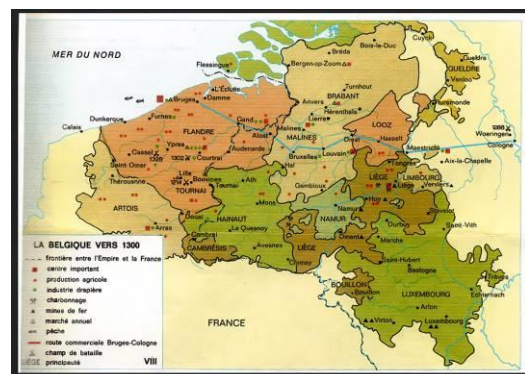 MER DU NORD
Cuyck
Bois-le-Duc
Gueldre
GUELDRE
Venloo
Flessingue
Bréda
Bergen-op-Zoom
L'Écluse
Turnhout
BRABANT
Ruremonde
1288
Bruges
Damme
Anvers
Hérenthals
Lierre
Woeringen
Cologne
Calais
Dunkerque
Furnes
Gand
Malines
LOOZ
FLANDRE
Alost
MALINES
Diest
Hasselt
Maestricht
Ypres
Cassel
1328
1302
Courtrai
Audenarde
Bruxelles
Louvain
Aix-la-Chapelle
Saint Omer
Hal
Tongres
LIMBOURG
Lille
Bouvines
1214
Thérouanne
Tournai
TOURNAI
Ath
Gembloux
LIÈGE
Liège
Verviers
Huy
ARTOIS
Mons
Namur
NAMUR
Stavelot
Douai
HAINAUT
Arras
Le Quesnoy
Durbuy
Saint-Vith
Cambrai
Dinant
Marche
CAMBRÉSIS
Avesnes
LIÈGE
Chimay
Saint-Hubert
Bastogne
BOUILLON
Bouillon
Trèves
Echternach
LUXEMBOURG
Arlon
Virton
Luxembourg
FRANCE
LA BELGIQUE VERS 1300
frontière entre l'Empire et la France
centre important
production agricole
industrie drapière
charbonnage
mines de fer
marché annuel
pêche
route commerciale Bruges-Cologne
champ de bataille
LIÈGE principauté
VIII